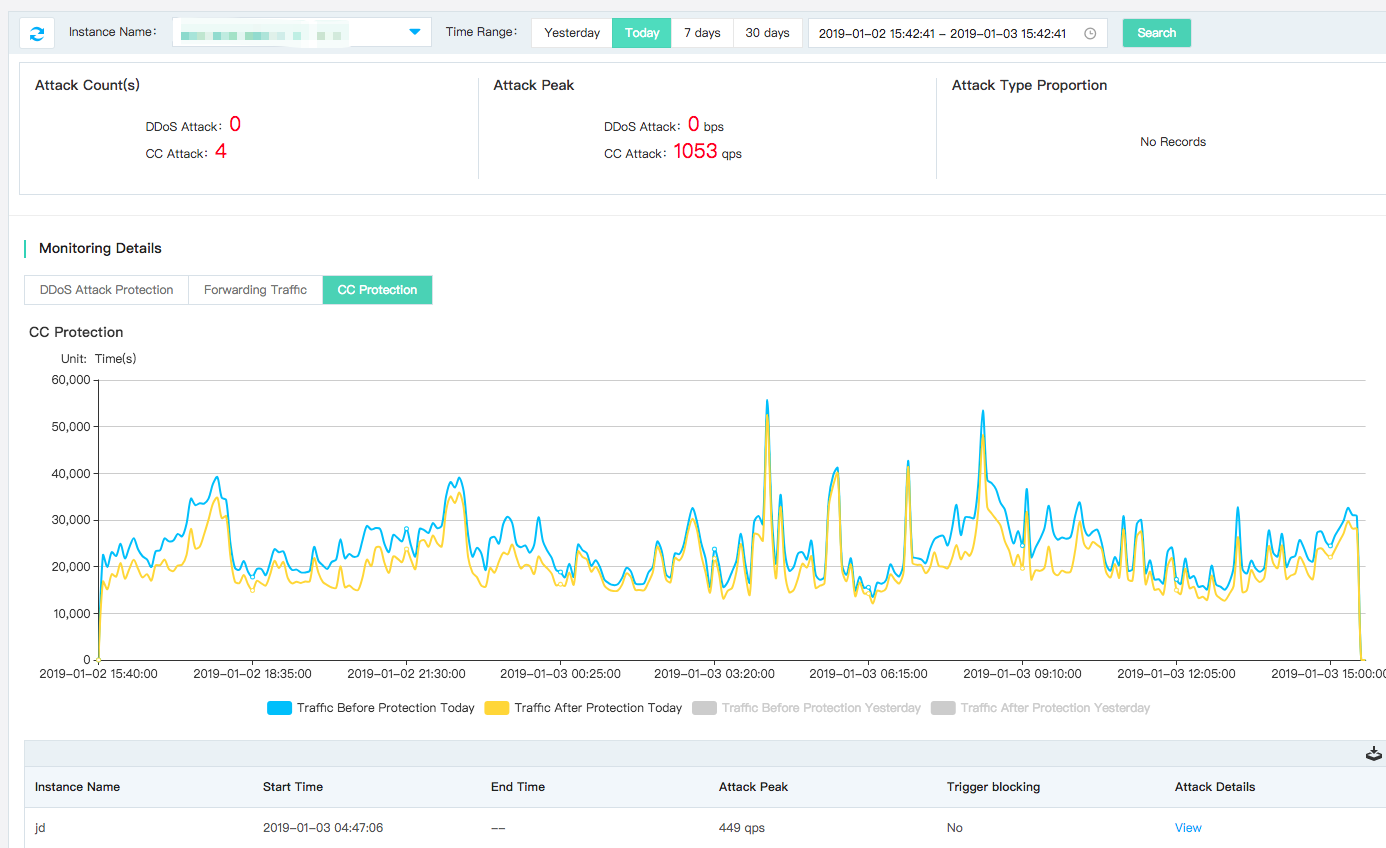 Instance Name: Time Range: Yesterday Today 7 days 30 days 2019-01-02 15:42:41 - 2019-01-03 15:42:41 Search
Attack Count(s) Attack Peak Attack Type Proportion
DDoS Attack: 0 DDoS Attack: 0 bps
No Records
CC Attack: 4 CC Attack: 1053 qps
Monitoring Details
DDoS Attack Protection Forwarding Traffic CC Protection
CC Protection
Unit: Time(s)
60,000
50,000
40,000
30,000
20,000
10,000
0
2019-01-02 15:40:00 2019-01-02 18:35:00 2019-01-02 21:30:00 2019-01-03 00:25:00 2019-01-03 03:20:00 2019-01-03 06:15:00 2019-01-03 09:10:00 2019-01-03 12:05:00 2019-01-03 15:00:00
Traffic Before Protection Today Traffic After Protection Today Traffic Before Protection Yesterday Traffic After Protection Yesterday
Instance Name Start Time End Time Attack Peak Trigger blocking Attack Details
jd 2019-01-03 04:47:06 -- 449 qps No View